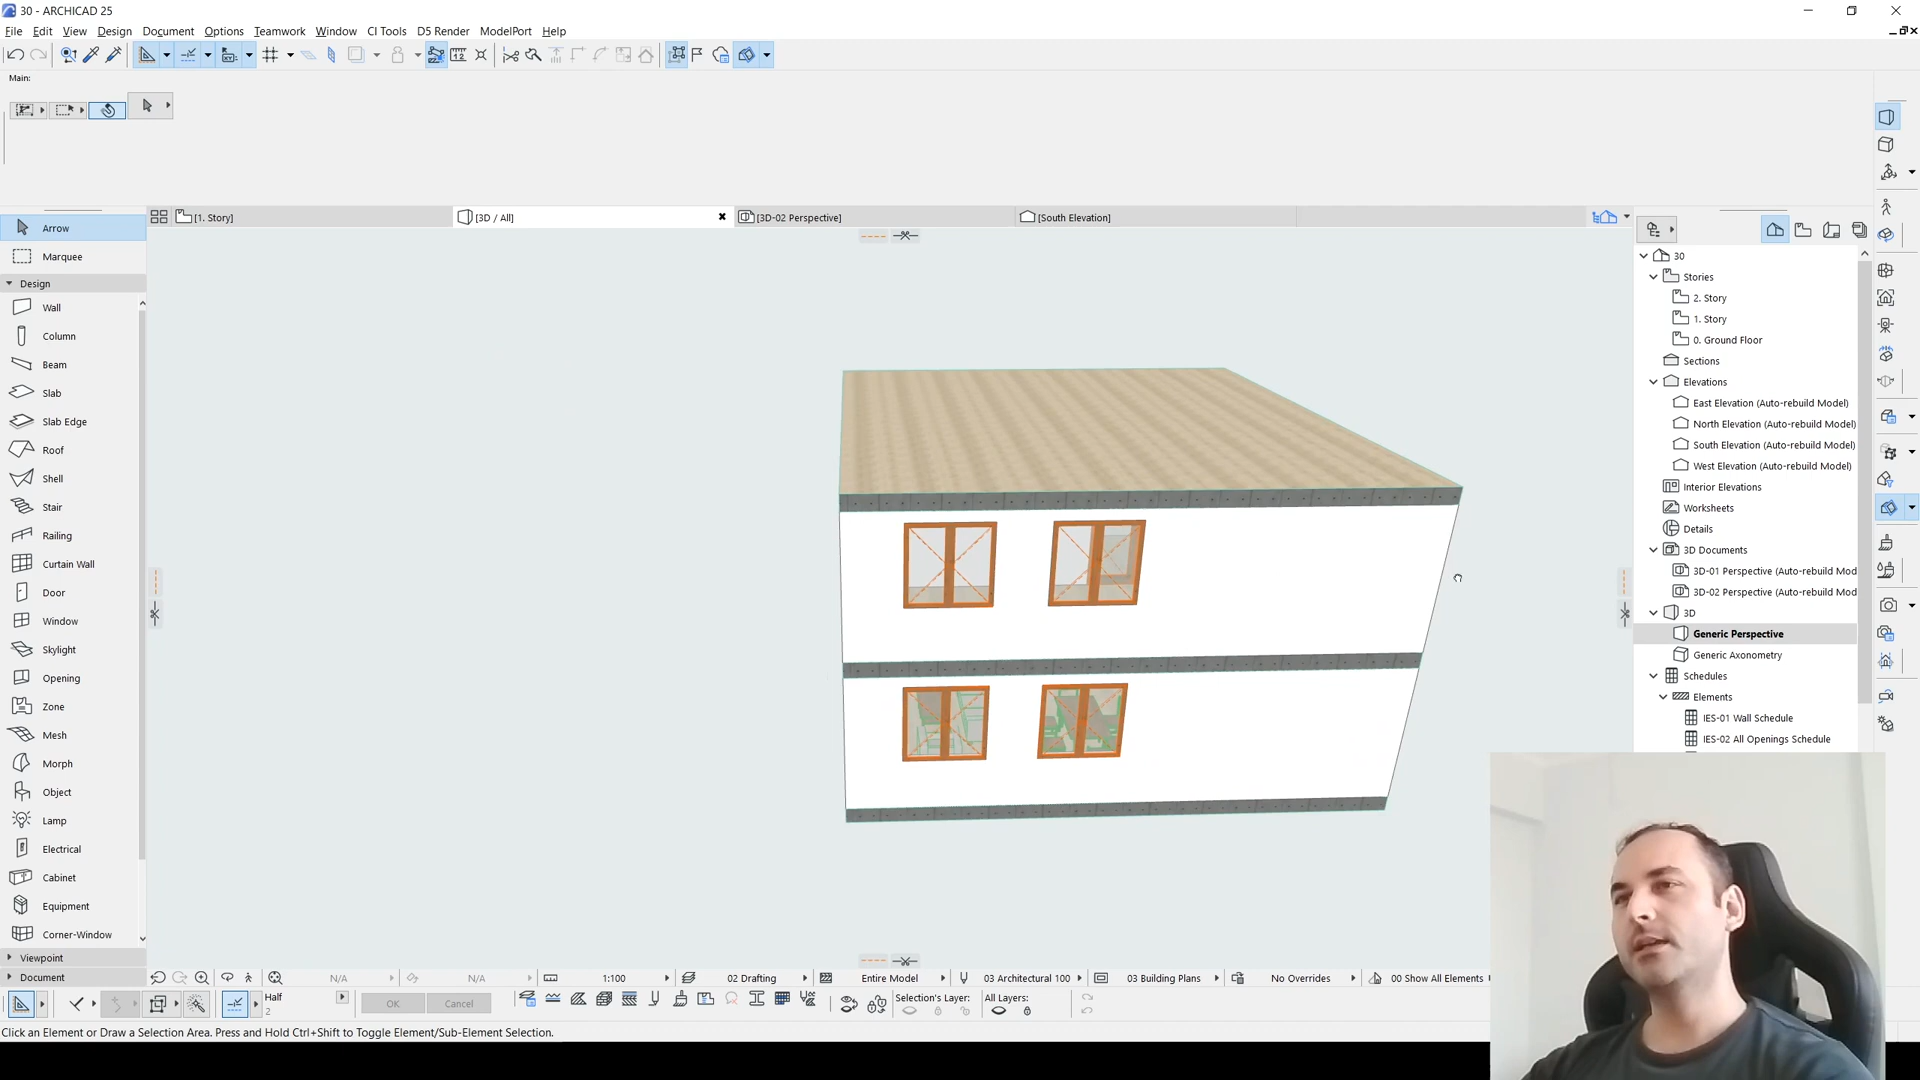 30 - ARCHICAD 25
File Edit View Design Document Options Teamwork Window CI Tools D5 Render ModelPort Help
Main:
[1. Story] [3D / All] [3D-02 Perspective] [South Elevation]
Arrow
Marquee
Design
Wall
Column
Beam
Slab
Slab Edge
Roof
Shell
Stair
Railing
Curtain Wall
Door
Window
Skylight
Opening
Zone
Mesh
Morph
Object
Lamp
Electrical
Cabinet
Equipment
Corner-Window
Viewpoint
Document
30
Stories
2. Story
1. Story
0. Ground Floor
Sections
Elevations
East Elevation (Auto-rebuild Model)
North Elevation (Auto-rebuild Model)
South Elevation (Auto-rebuild Model)
West Elevation (Auto-rebuild Model)
Interior Elevations
Worksheets
Details
3D Documents
3D-01 Perspective (Auto-rebuild Mod
3D-02 Perspective (Auto-rebuild Mod
3D
Generic Perspective
Generic Axonometry
Schedules
Elements
IES-01 Wall Schedule
IES-02 All Openings Schedule
N/A N/A 1:100 02 Drafting Entire Model 03 Architectural 100 03 Building Plans No Overrides 00 Show All Elements
Half
2
OK Cancel
Selection's Layer: All Layers:
Click an Element or Draw a Selection Area. Press and Hold Ctrl+Shift to Toggle Element/Sub-Element Selection.